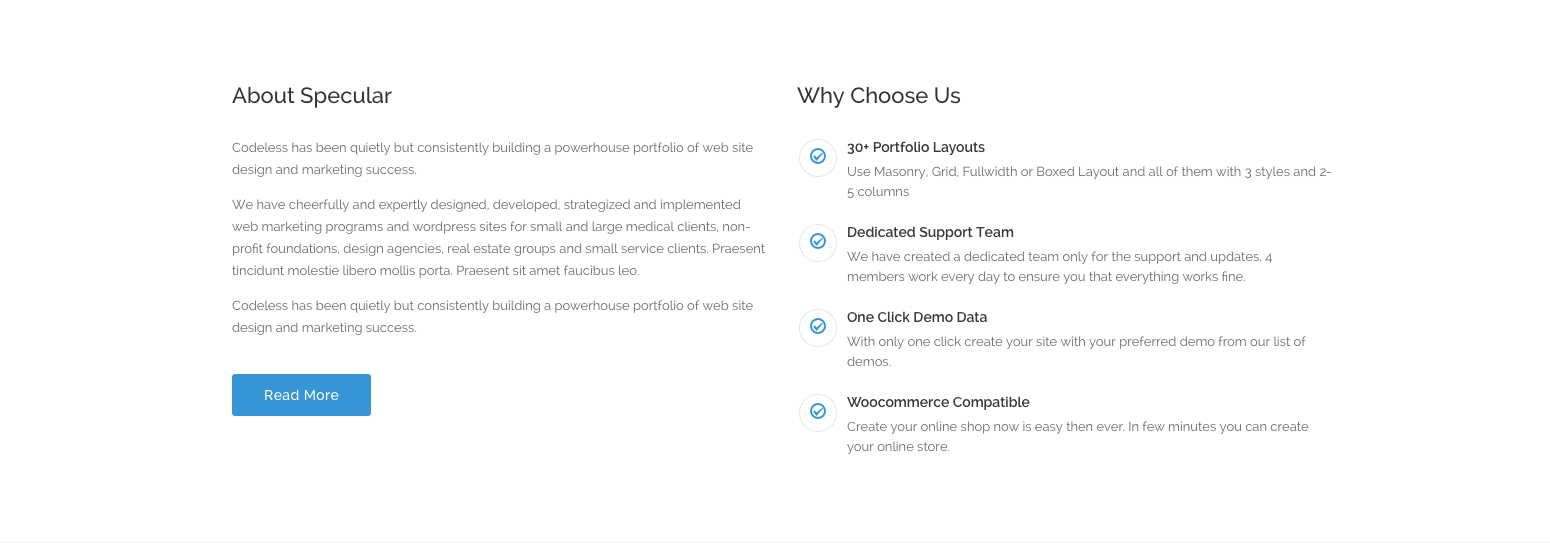 About Specular
Codeless has been quietly but consistently building a powerhouse portfolio of web site
design and marketing success.
We have cheerfully and expertly designed, developed, strategized and implemented
web marketing programs and wordpress sites for small and large medical clients, non-
profit foundations, design agencies, real estate groups and small service clients. Praesent
tincidunt molestie libero mollis porta. Praesent sit amet faucibus leo.
Codeless has been quietly but consistently building a powerhouse portfolio of web site
design and marketing success.
Read More
Why Choose Us
30+ Portfolio Layouts
Use Masonry, Grid, Fullwidth or Boxed Layout and all of them with 3 styles and 2-
5 columns
Dedicated Support Team
We have created a dedicated team only for the support and updates. 4
members work every day to ensure you that everything works fine.
One Click Demo Data
With only one click create your site with your preferred demo from our list of
demos.
Woocommerce Compatible
Create your online shop now is easy then ever. In few minutes you can create
your online store.